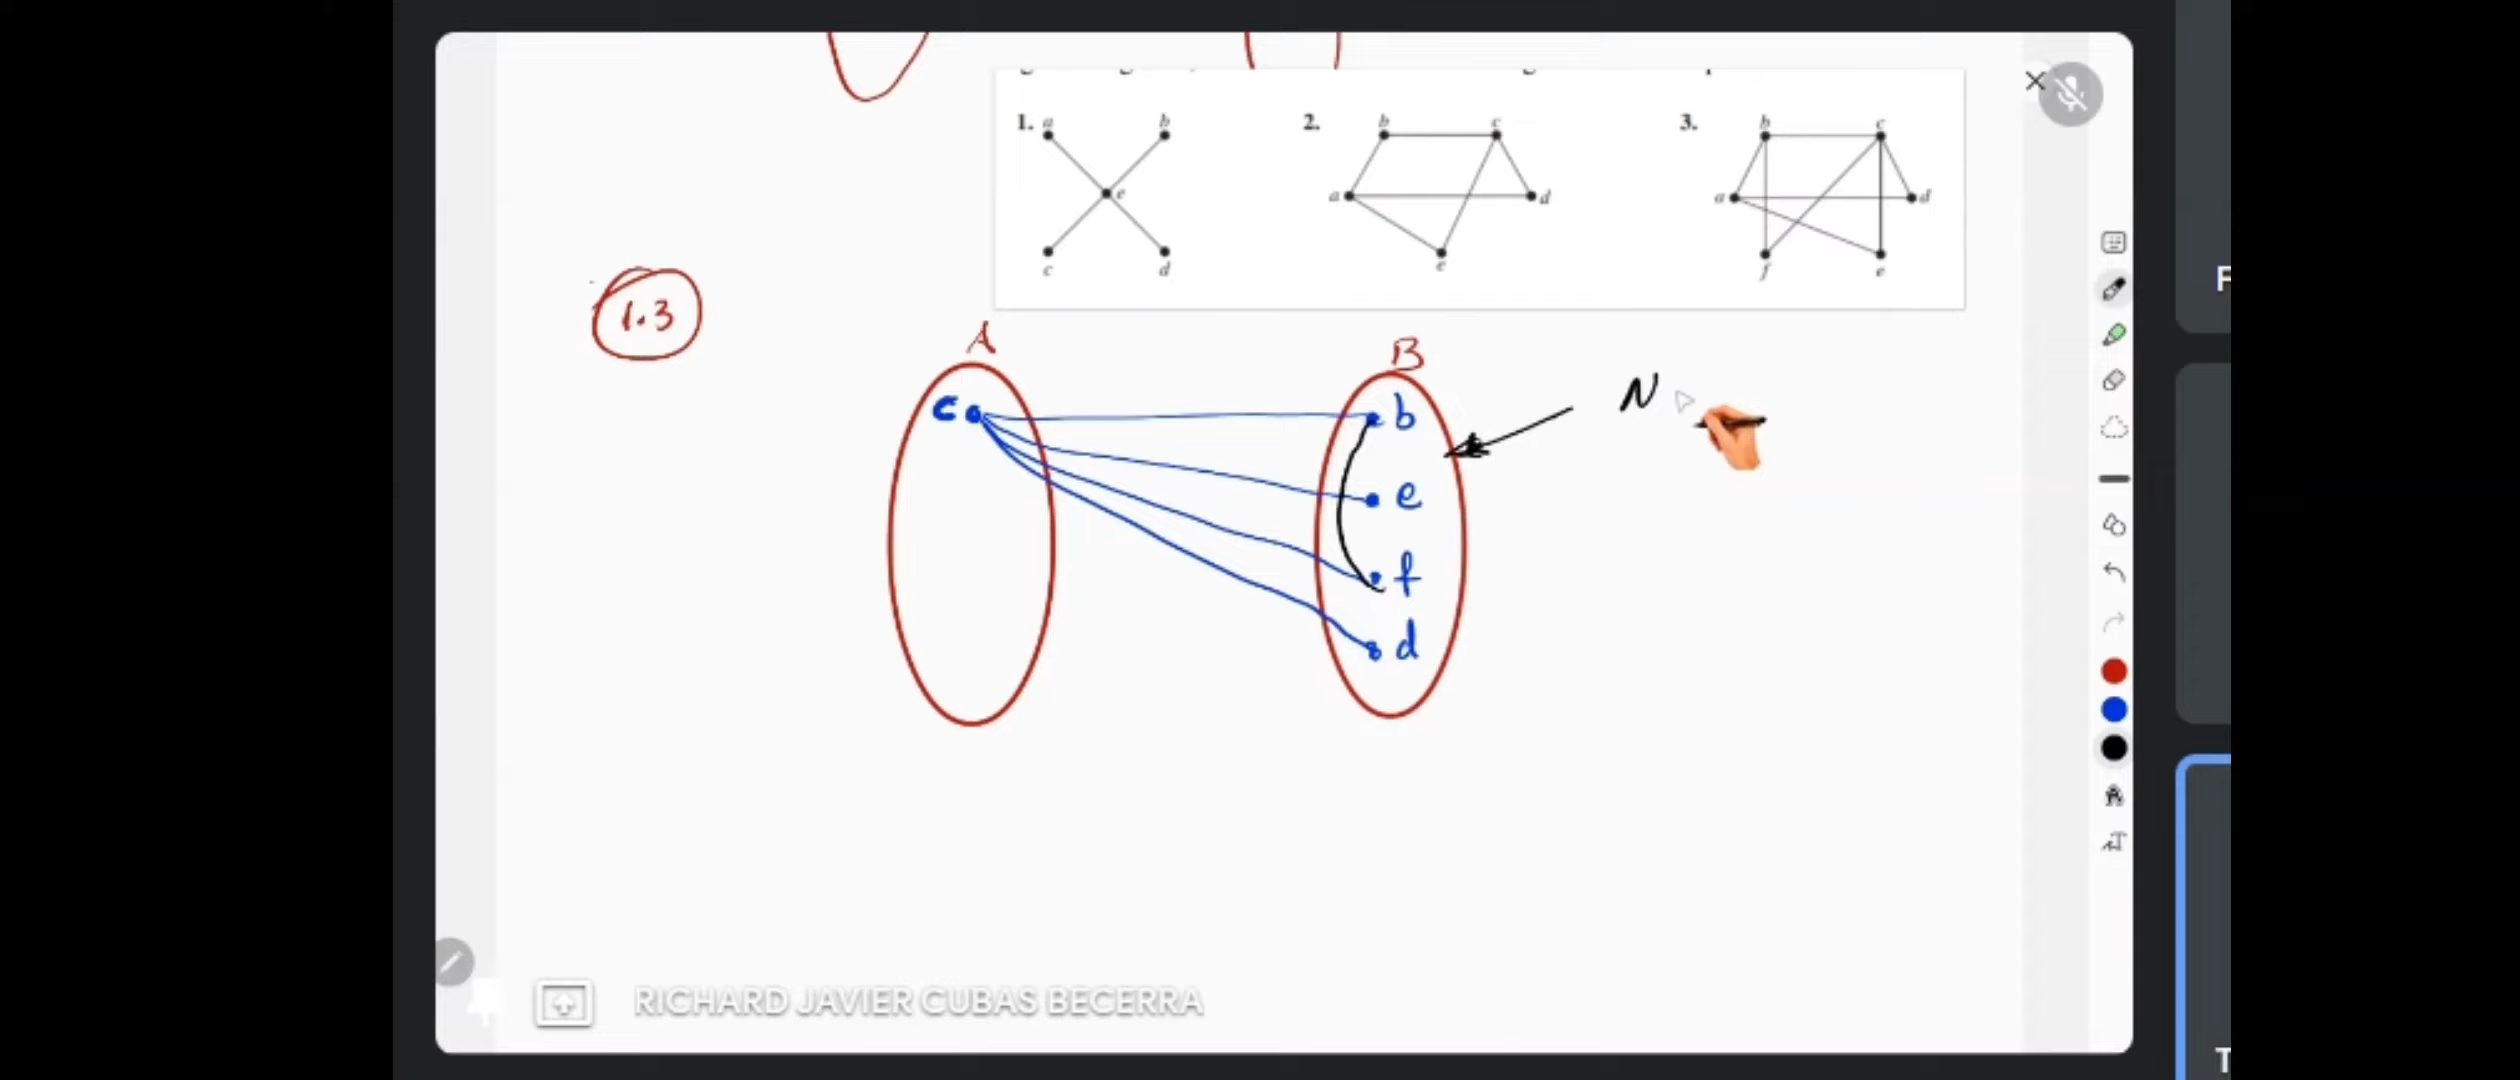 1. a b
e
c d
2. b c
a d
e
3. b c
a d
f e
1.3
A
B
c
b
e
f
d
N
RICHARD JAVIER CUBAS BECERRA
F
T